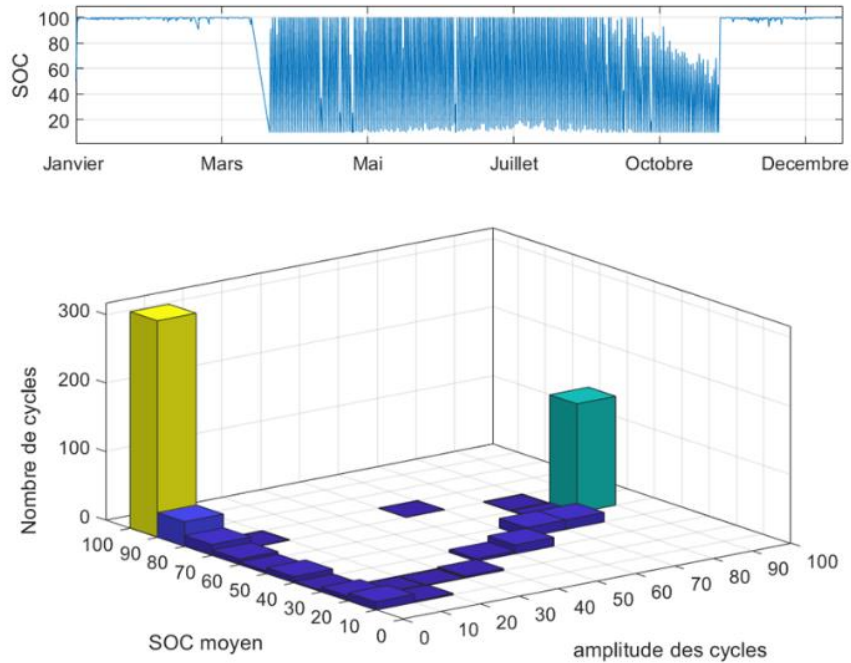 100
80
60
40
20
SOC
Janvier Mars Mai Juillet Octobre Decembre
300
200
100
0
Nombre de cycles
100 90 80 70 60 50 40 30 20 10 0
SOC moyen
0 10 20 30 40 50 60 70 80 90 100
amplitude des cycles